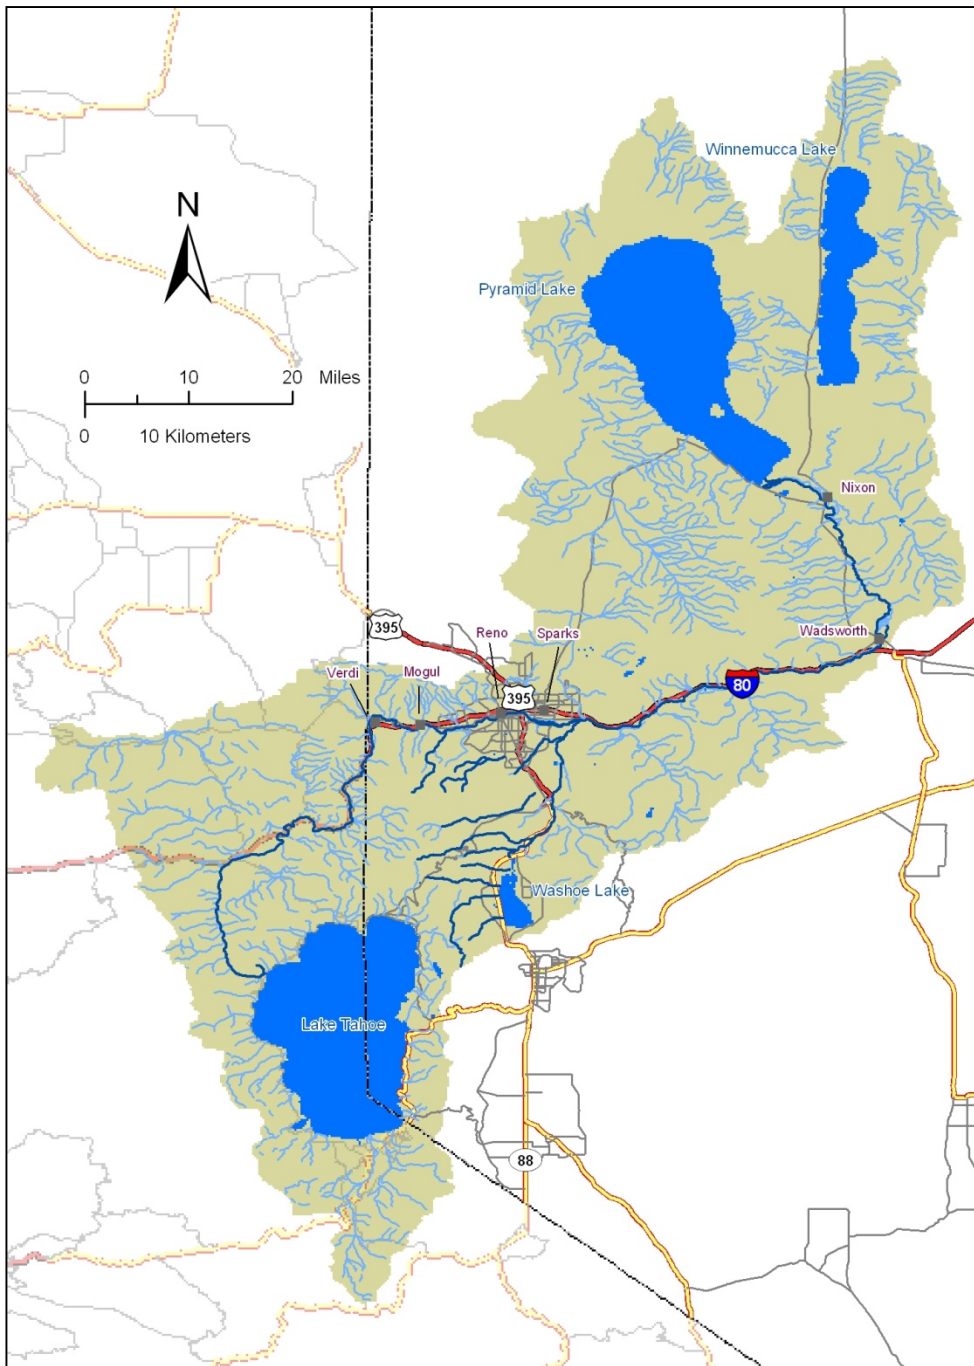 Winnemucca Lake
N
Pyramid Lake
0 10 20 Miles
0 10 Kilometers
Nixon
395
Reno
Sparks
Wadsworth
Verdi
Mogul
395
80
Washoe Lake
Lake Tahoe
88